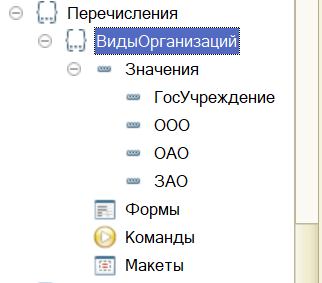 Перечисления
ВидыОрганизаций
Значения
ГосУчреждение
ООО
ОАО
ЗАО
Формы
Команды
Макеты